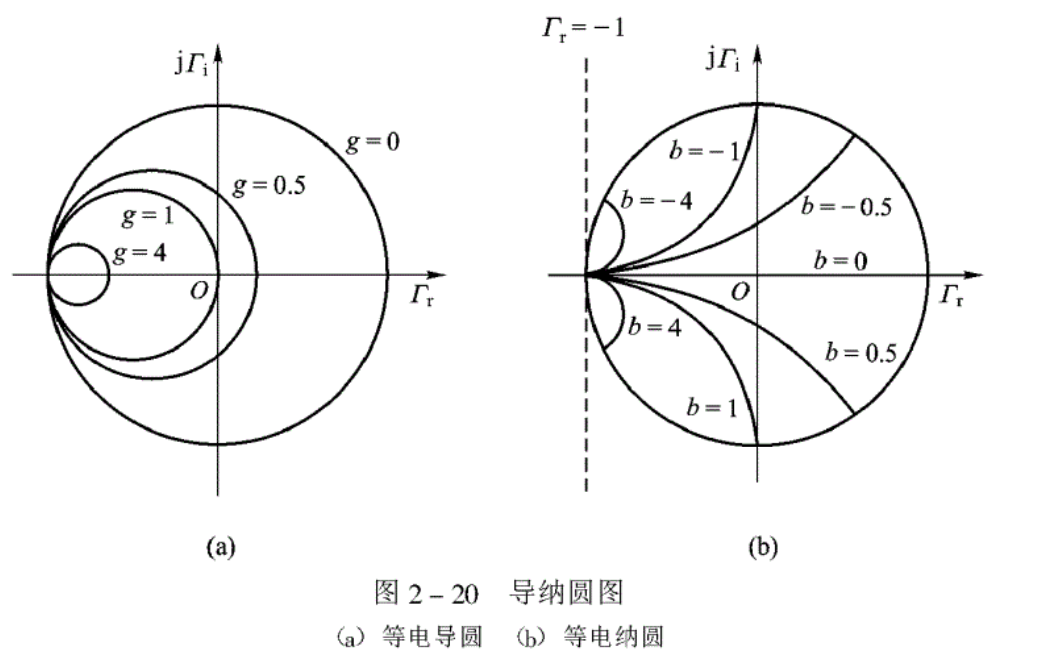 Γr = −1
jΓi
g = 0
g = 0.5
g = 1
g = 4
O
Γr
(a)
jΓi
b = −1
b = −4
b = −0.5
b = 0
O
Γr
b = 4
b = 0.5
b = 1
(b)
图 2 - 20 导纳圆图
(a) 等电导圆 (b) 等电纳圆